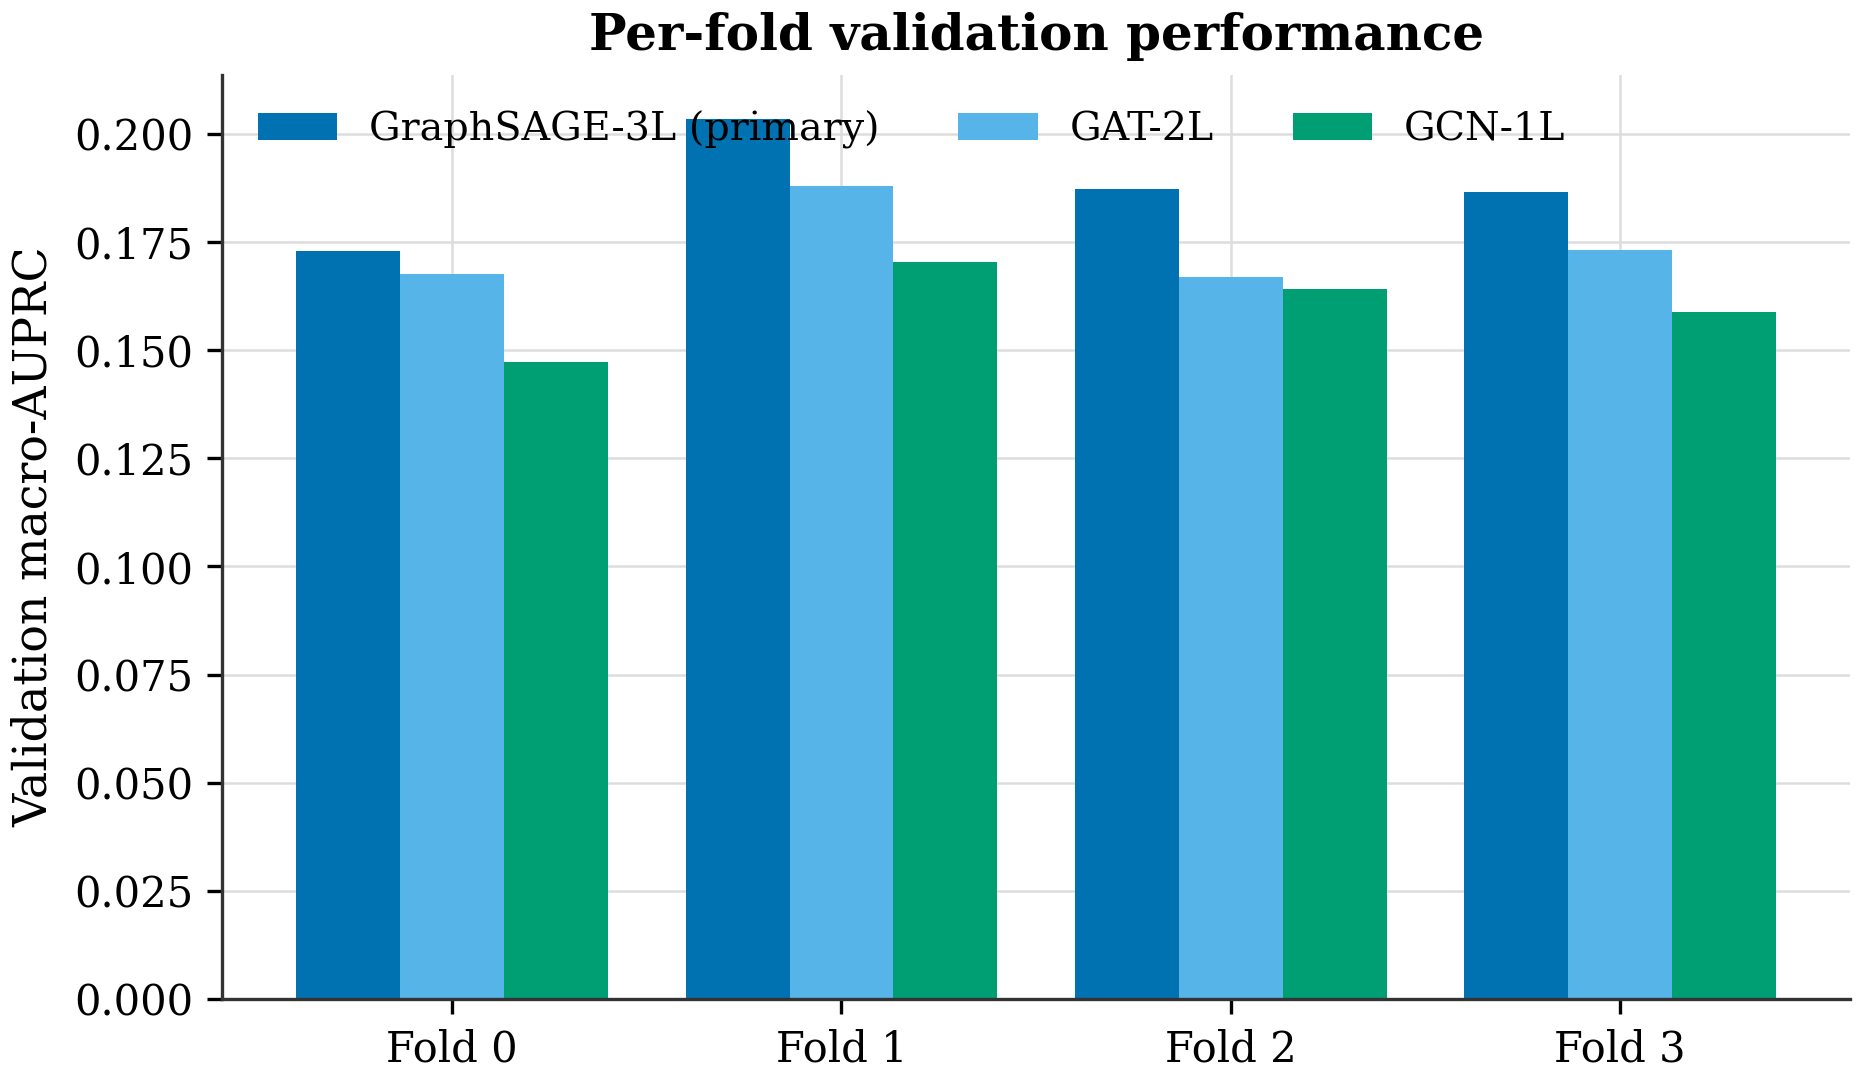 Per-fold validation performance
GraphSAGE-3L (primary) GAT-2L GCN-1L
Validation macro-AUPRC
0.200
0.175
0.150
0.125
0.100
0.075
0.050
0.025
0.000
Fold 0 Fold 1 Fold 2 Fold 3